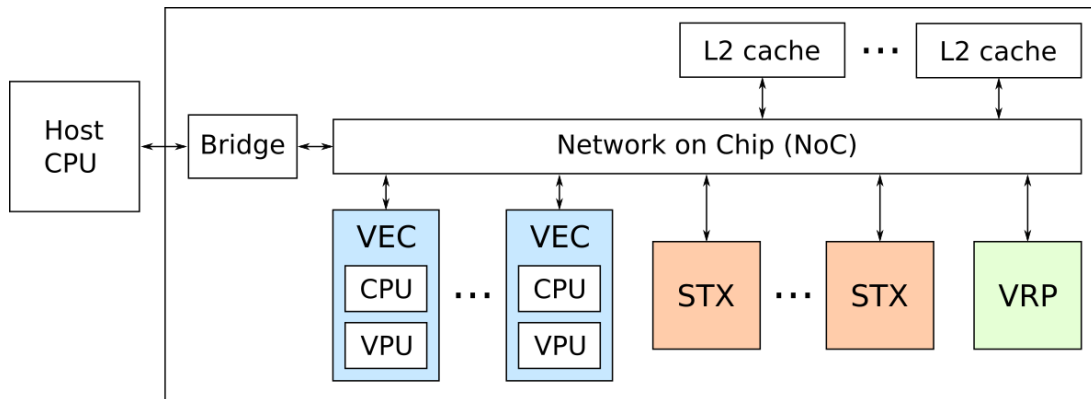 L2 cache
...
L2 cache
Host
CPU
Bridge
Network on Chip (NoC)
VEC
CPU
VPU
...
VEC
CPU
VPU
STX
...
STX
VRP